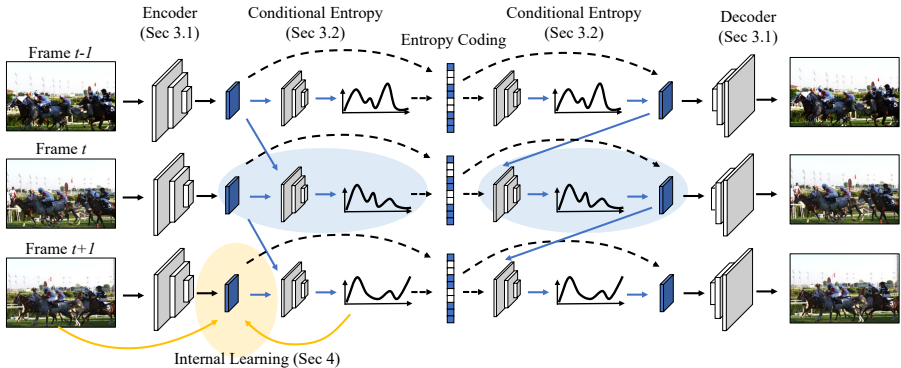 Encoder
(Sec 3.1)
Conditional Entropy
(Sec 3.2)
Entropy Coding
Conditional Entropy
(Sec 3.2)
Decoder
(Sec 3.1)
Frame t-1
Frame t
Frame t+1
Internal Learning (Sec 4)